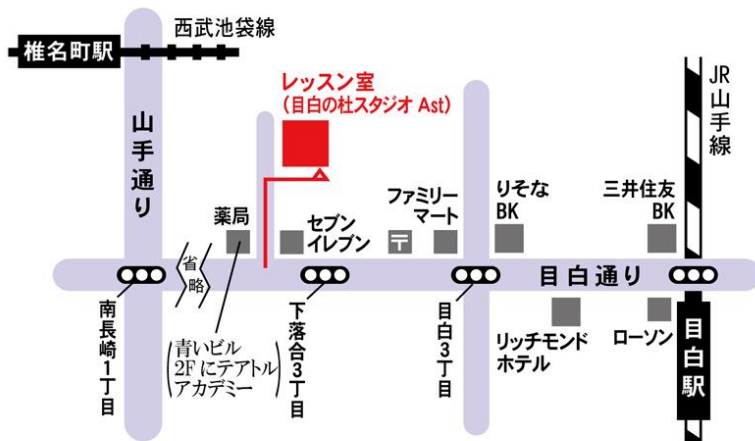 西武池袋線
椎名町駅
山手通り
レッスン室
(目白の杜スタジオ Ast)
JR山手線
薬局
セブン
イレブン
〒
ファミリー
マート
りそな
BK
三井住友
BK
省略
目白通り
南長崎1丁目
(青いビル
2Fにテアトル
アカデミー)
下落合3丁目
目白3丁目
リッチモンド
ホテル
ローソン
目白駅